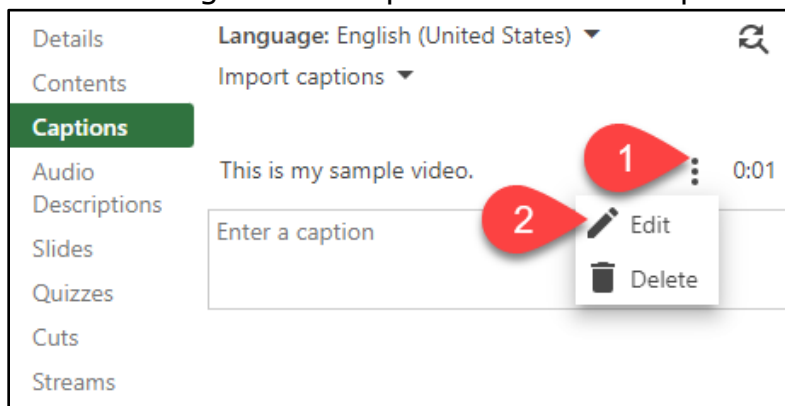 Details
Contents
Captions
Audio
Descriptions
Slides
Quizzes
Cuts
Streams
Language: English (United States)
Import captions
This is my sample video.
1
0:01
Enter a caption
2
Edit
Delete